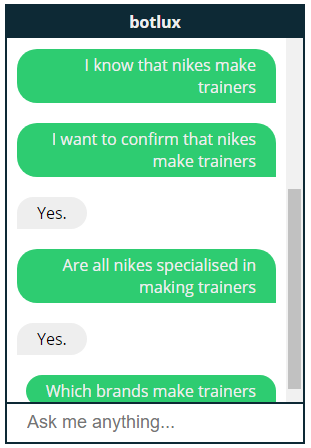 botlux
I know that nikes make
trainers
I want to confirm that nikes
make trainers
Yes.
Are all nikes specialised in
making trainers
Yes.
Which brands make trainers
Ask me anything...